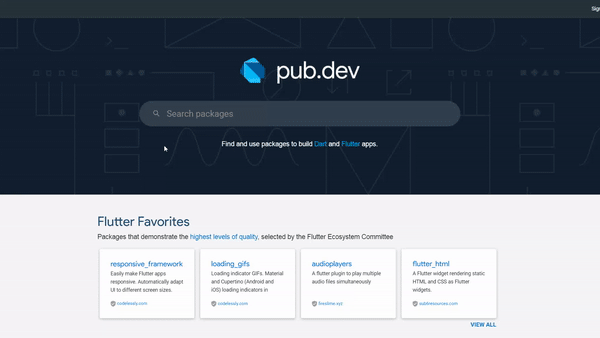 pub.dev
Search packages
Find and use packages to build Dart and Flutter apps.
Flutter Favorites
Packages that demonstrate the highest levels of quality, selected by the Flutter Ecosystem Committee
responsive_framework
Easily make Flutter apps
responsive. Automatically adapt
UI to different screen sizes.
codelessly.com
loading_gifs
Loading indicator GIFs. Material
and Cupertino (Android and
iOS) loading indicators in
codelessly.com
audioplayers
A flutter plugin to play multiple
audio files simultaneously
fireslime.xyz
flutter_html
A Flutter widget rendering static
HTML and CSS as Flutter
widgets.
sub6resources.com
VIEW ALL